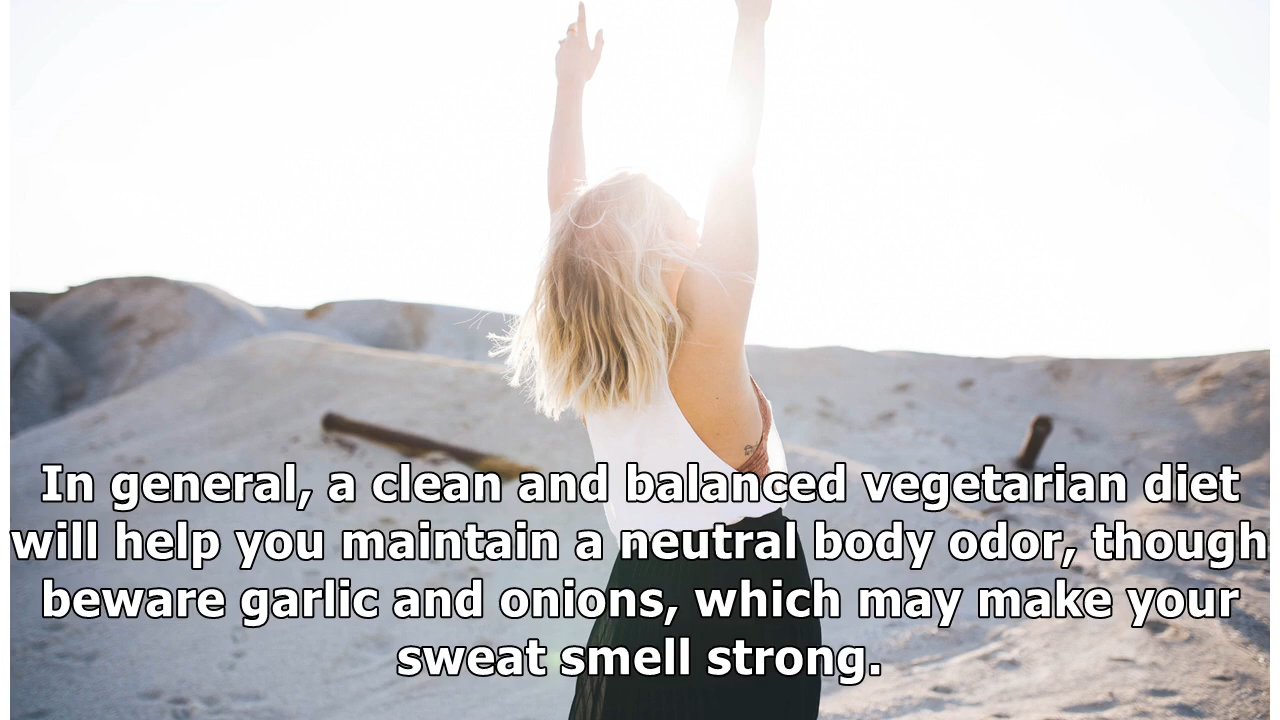 In general, a clean and balanced vegetarian diet
will help you maintain a neutral body odor, though
beware garlic and onions, which may make your
sweat smell strong.